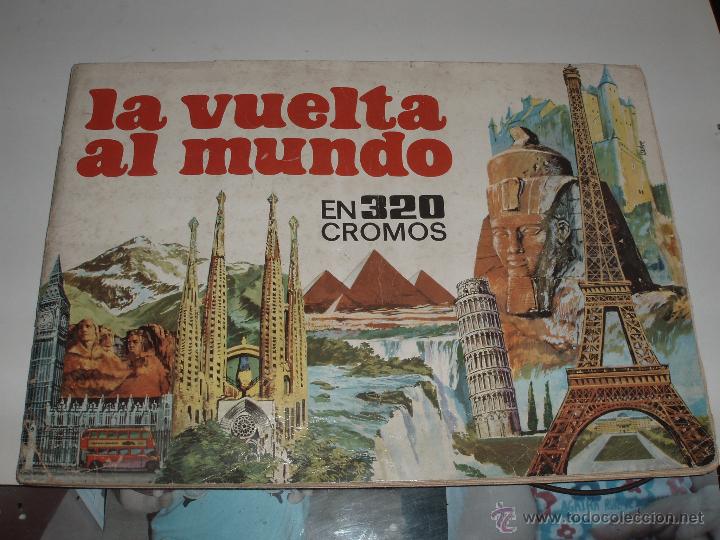 la vuelta
al mundo
EN 320
CROMOS
www.todocoleccion.net